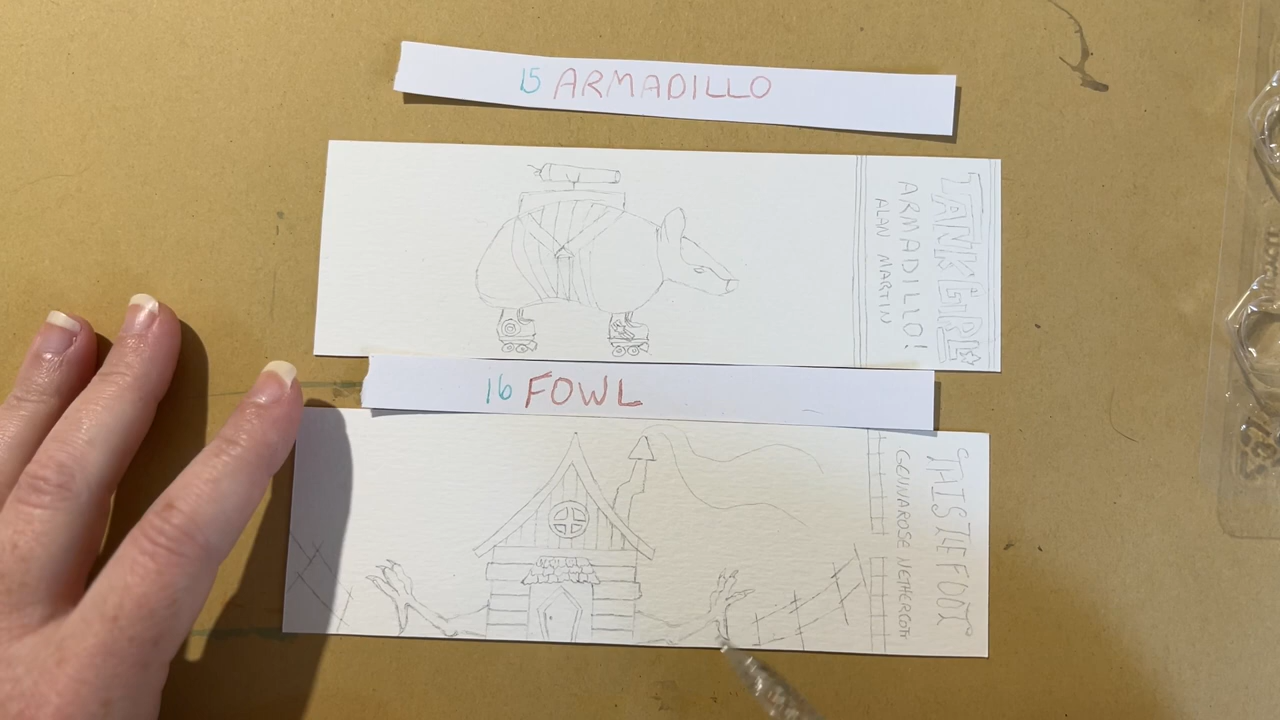 15 ARMADILLO
TANK GIRL
ARMADILLO!
ALAN MARTIN
16 FOWL
THISTLEFOOT
GENNAROSE NETHERCOTT